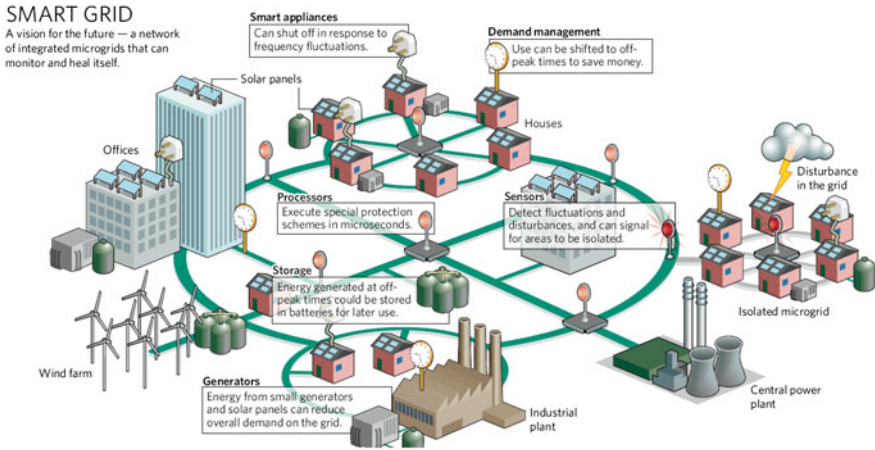 SMART GRID
A vision for the future — a network
of integrated microgrids that can
monitor and heal itself.
Smart appliances
Can shut off in response to
frequency fluctuations.
Demand management
Use can be shifted to off-
peak times to save money.
Solar panels
Houses
Offices
Disturbance
in the grid
Processors
Execute special protection
schemes in microseconds.
Sensors
Detect fluctuations and
disturbances, and can signal
for areas to be isolated.
Storage
Energy generated at off-
peak times could be stored
in batteries for later use.
Isolated microgrid
Wind farm
Generators
Energy from small generators
and solar panels can reduce
overall demand on the grid.
Industrial
plant
Central power
plant